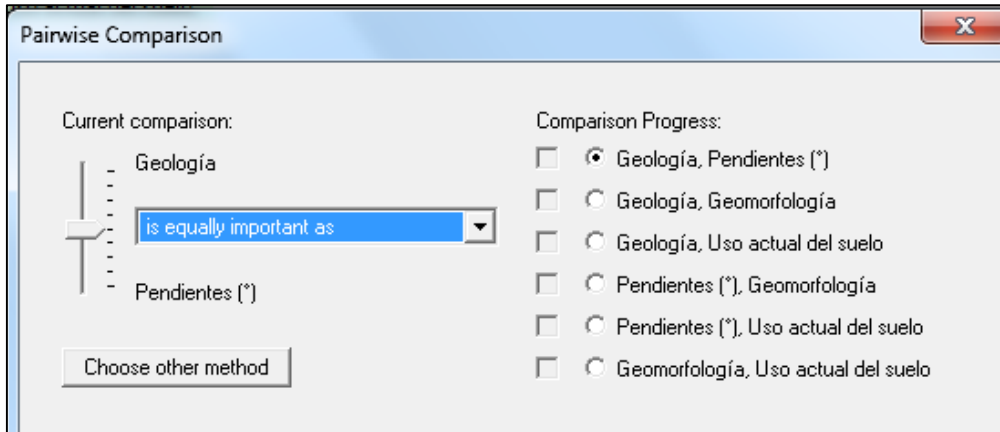 Pairwise Comparison
Current comparison:
Geología
is equally important as
Pendientes (°)
Choose other method
Comparison Progress:
Geología, Pendientes (°)
Geología, Geomorfología
Geología, Uso actual del suelo
Pendientes (°), Geomorfología
Pendientes (°), Uso actual del suelo
Geomorfología, Uso actual del suelo